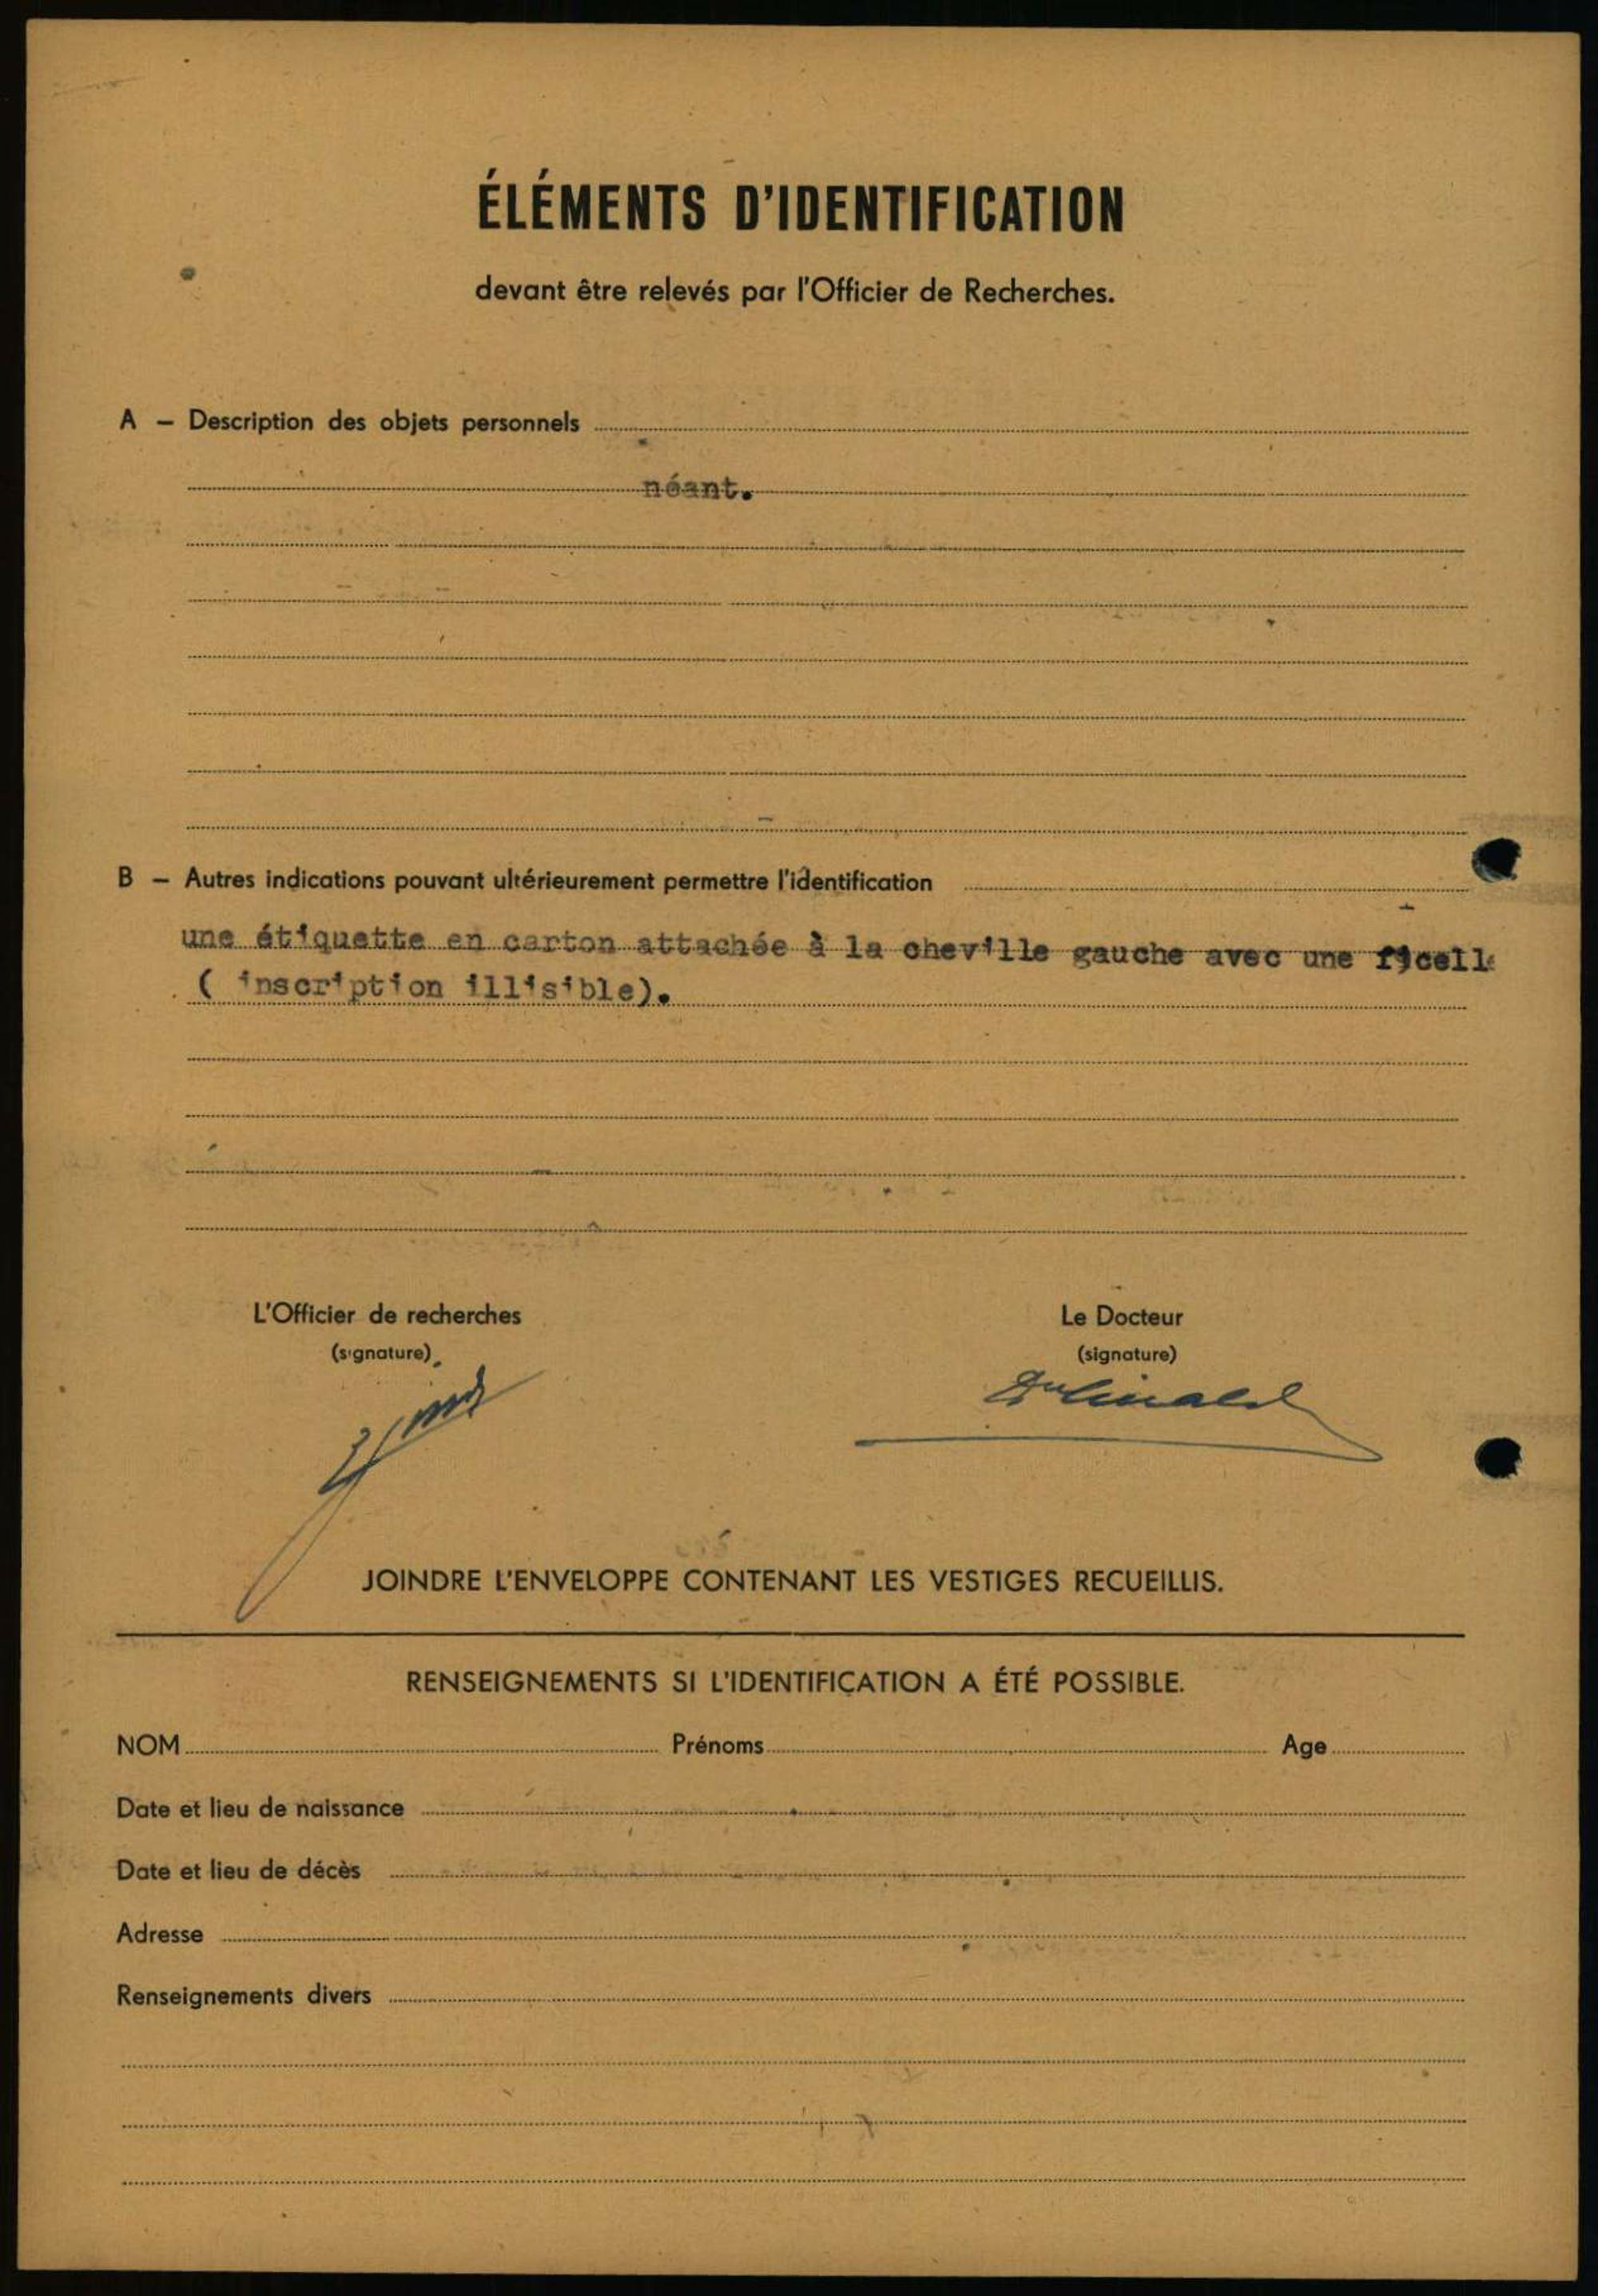 ÉLÉMENTS D'IDENTIFICATION
devant être relevés par l'Officier de Recherches.
A — Description des objets personnels
néant.
B — Autres indications pouvant ultérieurement permettre l'identification
une étiquette en carton attachée à la cheville gauche avec une ficelle
( inscription illisible).
L'Officier de recherches
Le Docteur
(signature)
(signature)
JOINDRE L'ENVELOPPE CONTENANT LES VESTIGES RECUEILLIS.
RENSEIGNEMENTS SI L'IDENTIFICATION A ÉTÉ POSSIBLE.
NOM Prénoms Age
Date et lieu de naissance
Date et lieu de décès
Adresse
Renseignements divers